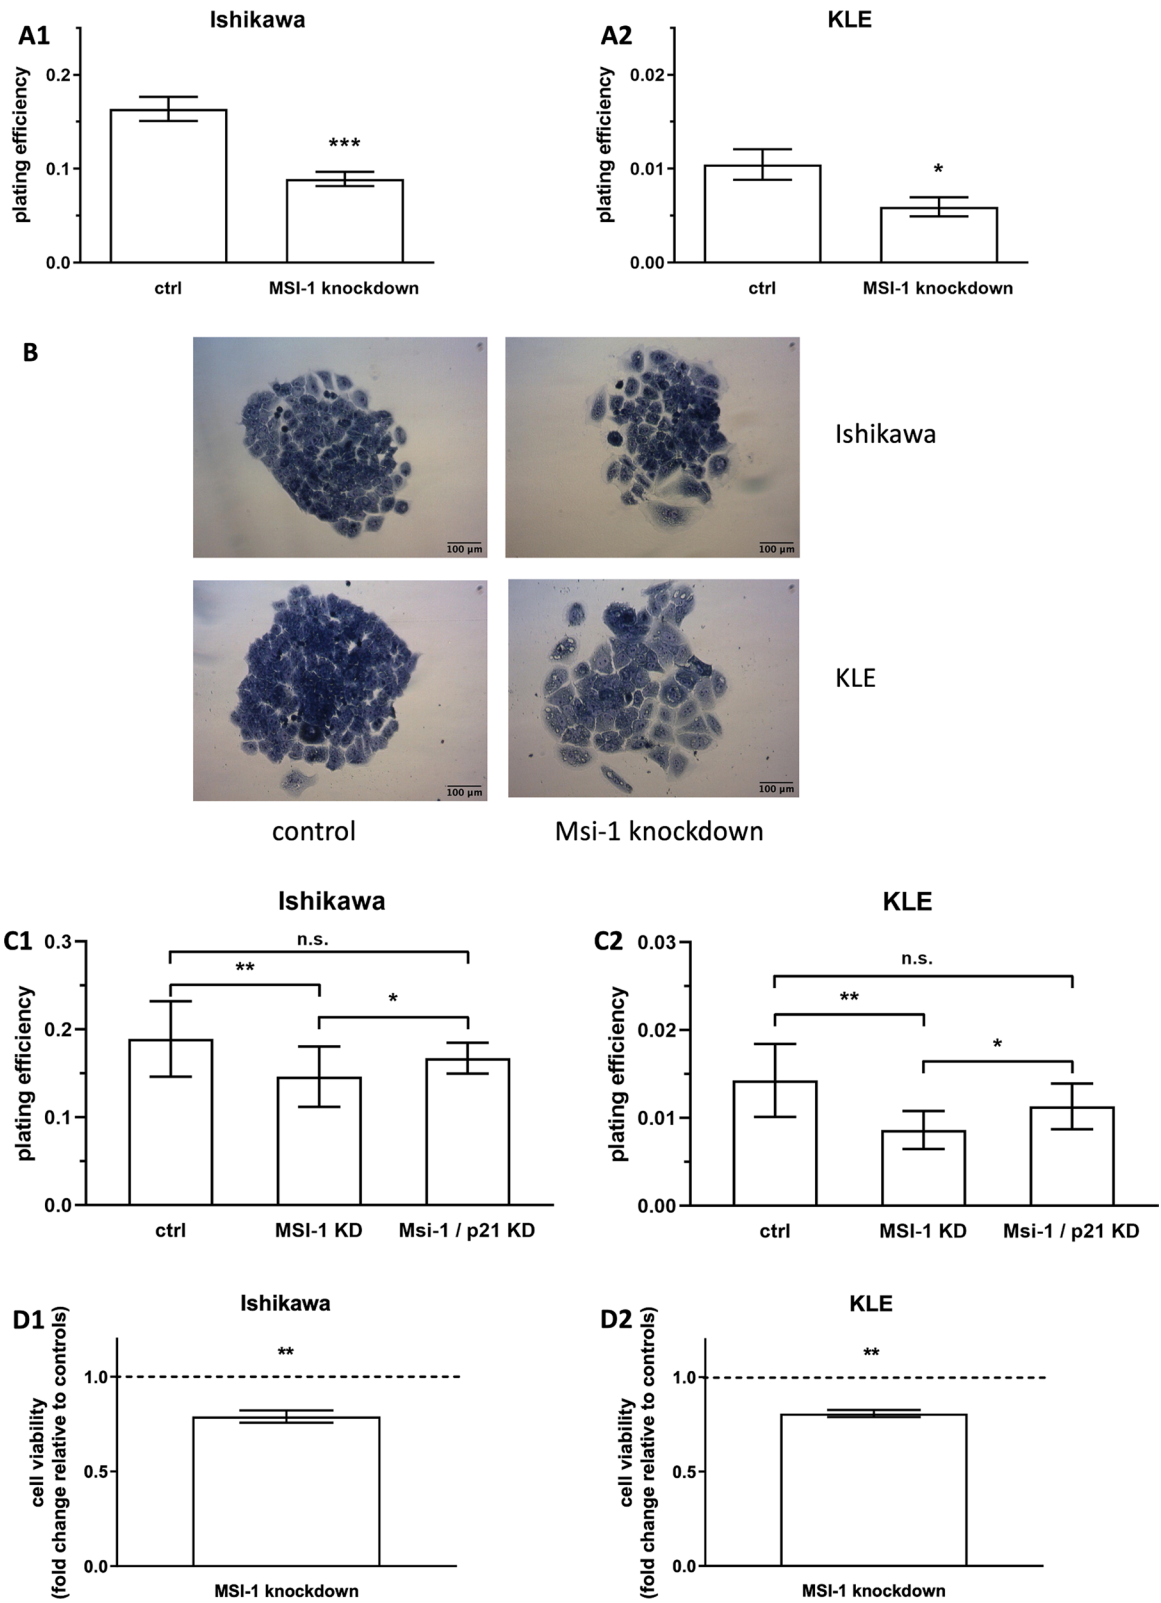 Ishikawa
KLE
A1
A2
plating efficiency
0.2
0.1
0.0
***
ctrl
MSI-1 knockdown
plating efficiency
0.02
0.01
0.00
*
ctrl
MSI-1 knockdown
B
100 µm
100 µm
Ishikawa
100 µm
100 µm
KLE
control
Msi-1 knockdown
Ishikawa
KLE
C1
plating efficiency
0.3
0.2
0.1
0.0
n.s.
**
*
ctrl
MSI-1 KD
Msi-1 / p21 KD
C2
plating efficiency
0.03
0.02
0.01
0.00
n.s.
**
*
ctrl
MSI-1 KD
Msi-1 / p21 KD
Ishikawa
KLE
D1
cell viability
(fold change relative to controls)
1.0
0.5
0.0
**
MSI-1 knockdown
D2
cell viability
(fold change relative to controls)
1.0
0.5
0.0
**
MSI-1 knockdown